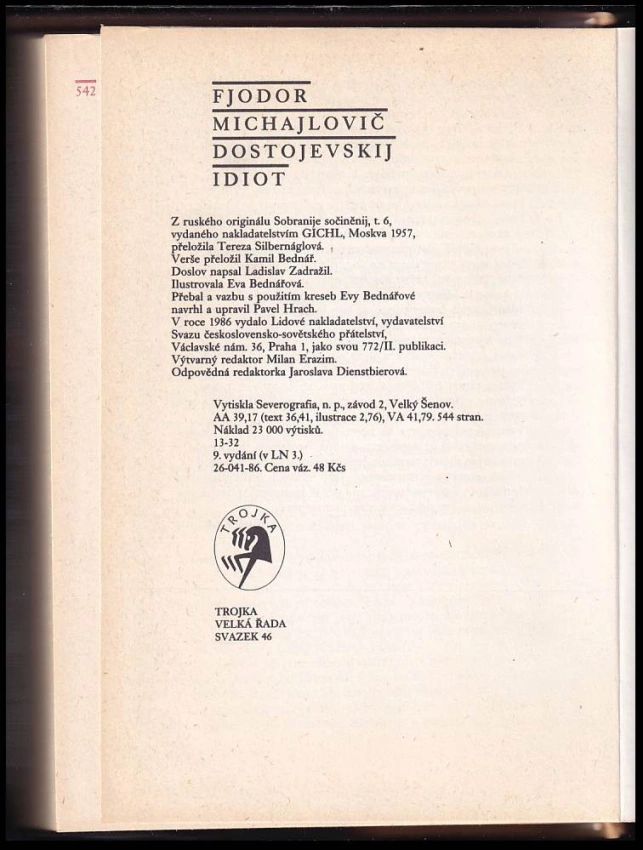 542
FJODOR
MICHAJLOVIČ
DOSTOJEVSKIJ
IDIOT
Z ruského originálu Sobranije sočiněnij, t. 6,
vydaného nakladatelstvím GICHL, Moskva 1957,
přeložila Tereza Silbernáglová.
Verše přeložil Kamil Bednář.
Doslov napsal Ladislav Zadražil.
Ilustrovala Eva Bednářová.
Přebal a vazbu s použitím kreseb Evy Bednářové
navrhl a upravil Pavel Hrach.
V roce 1986 vydalo Lidové nakladatelství, vydavatelství
Svazu československo-sovětského přátelství,
Václavské nám. 36, Praha 1, jako svou 772/II. publikaci.
Výtvarný redaktor Milan Erazim.
Odpovědná redaktorka Jaroslava Dienstbierová.
Vytiskla Severografia, n. p., závod 2, Velký Šenov.
AA 39,17 (text 36,41, ilustrace 2,76), VA 41,79. 544 stran.
Náklad 23 000 výtisků.
13-32
9. vydání (v LN 3.)
26-041-86. Cena váz. 48 Kčs
TROJKA
TROJKA
VELKÁ ŘADA
SVAZEK 46